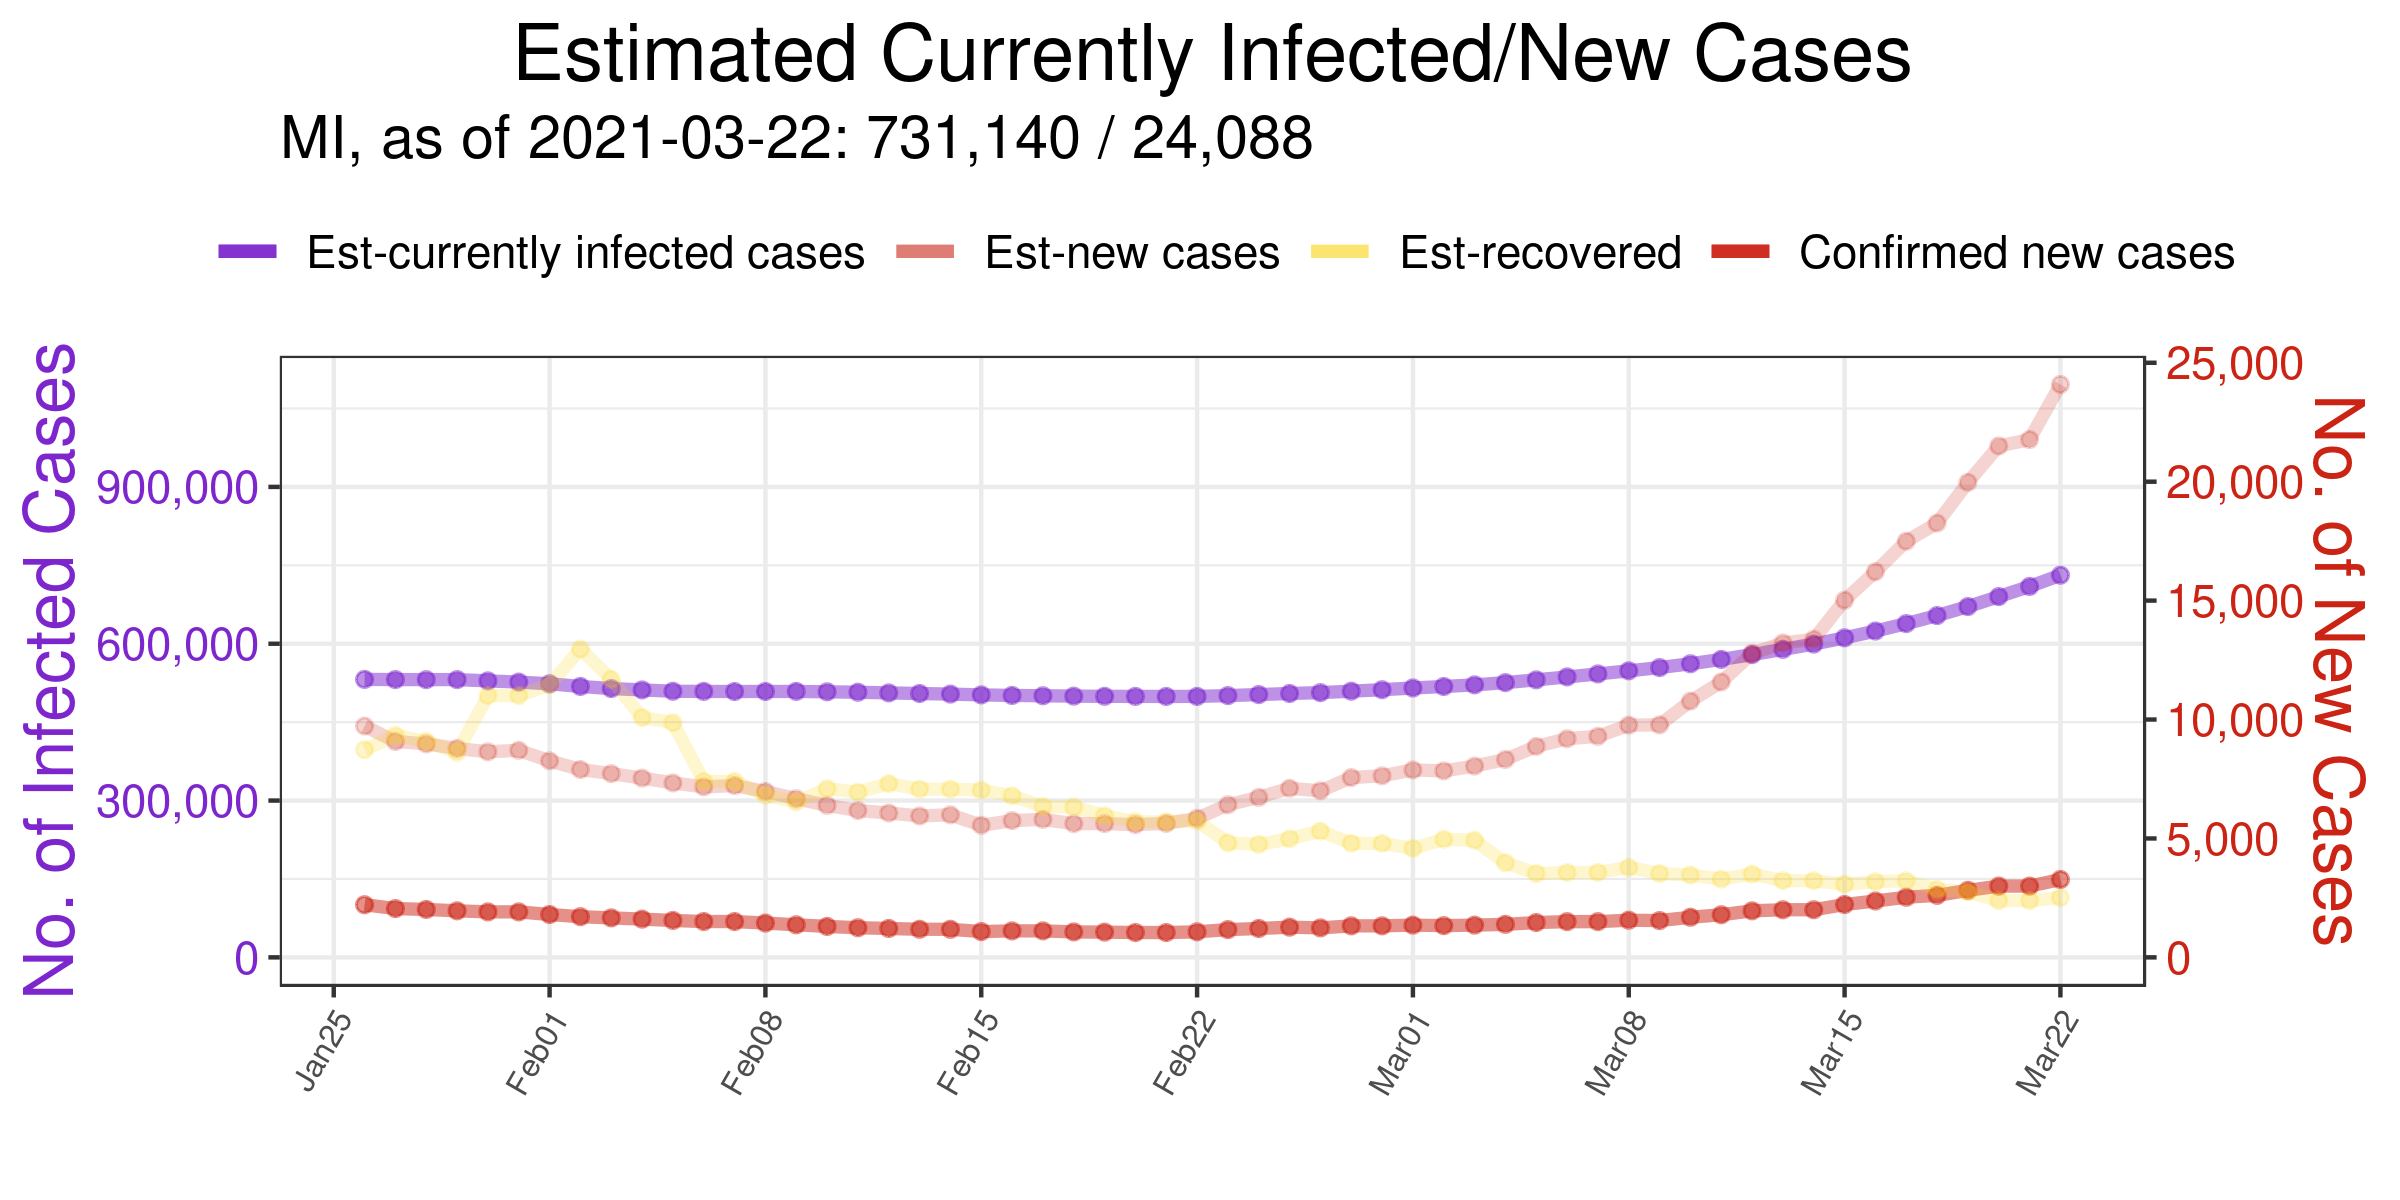 Estimated Currently Infected/New Cases
MI, as of 2021-03-22: 731,140 / 24,088
Est-currently infected cases Est-new cases Est-recovered Confirmed new cases
No. of Infected Cases
900,000
600,000
300,000
0
25,000
20,000
15,000
10,000
5,000
0
No. of New Cases
Jan25 Feb01 Feb08 Feb15 Feb22 Mar01 Mar08 Mar15 Mar22